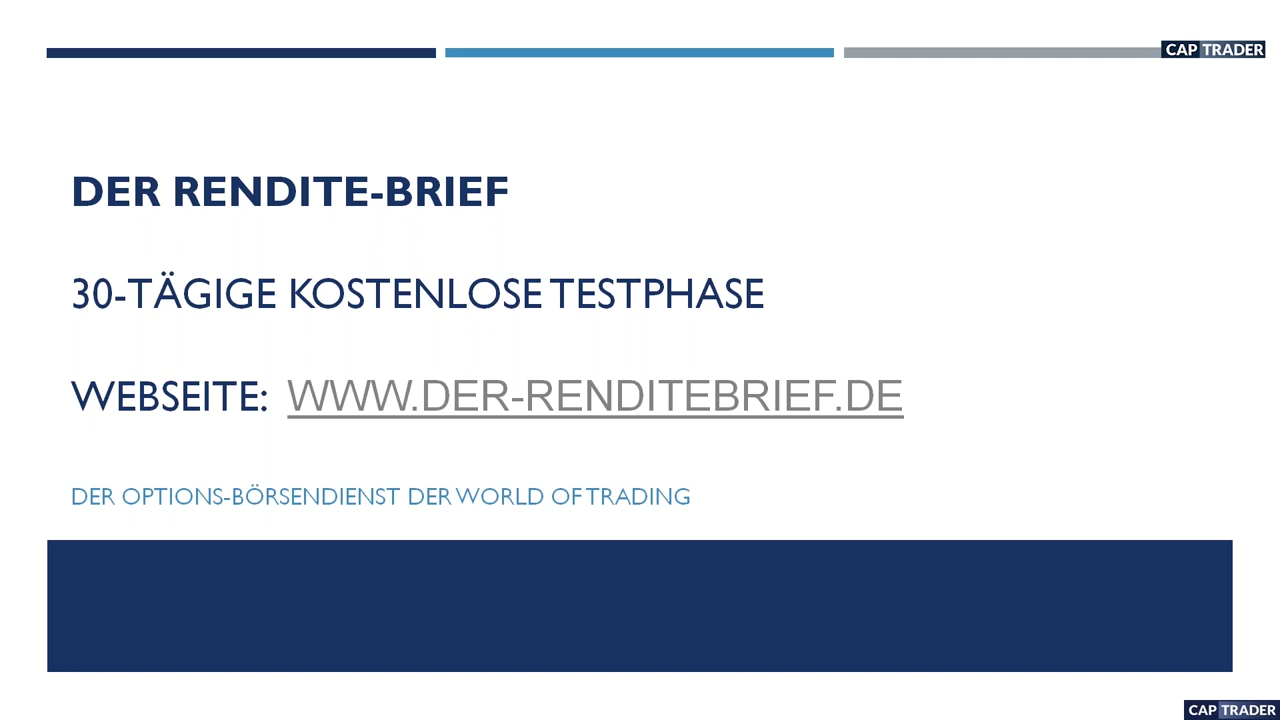 CAP TRADER
DER RENDITE-BRIEF
30-TÄGIGE KOSTENLOSE TESTPHASE
WEBSEITE: WWW.DER-RENDITEBRIEF.DE
DER OPTIONS-BÖRSENDIENST DER WORLD OF TRADING
CAP TRADER